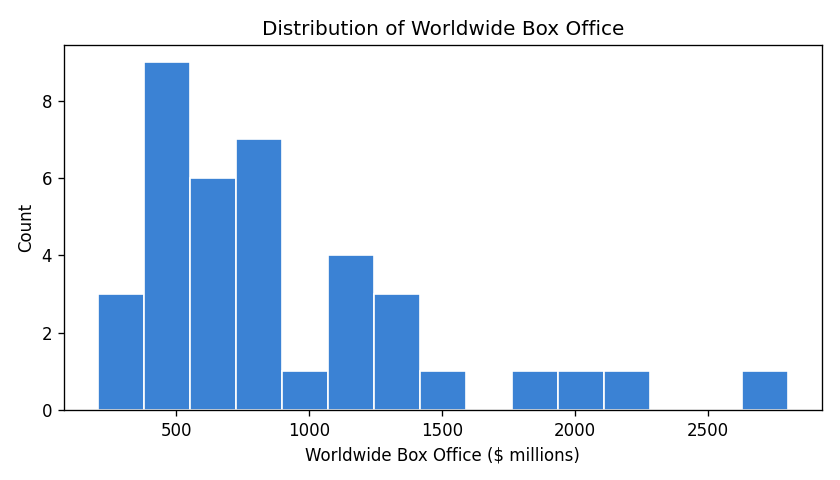 Distribution of Worldwide Box Office
Count
8
6
4
2
0
500 1000 1500 2000 2500
Worldwide Box Office ($ millions)